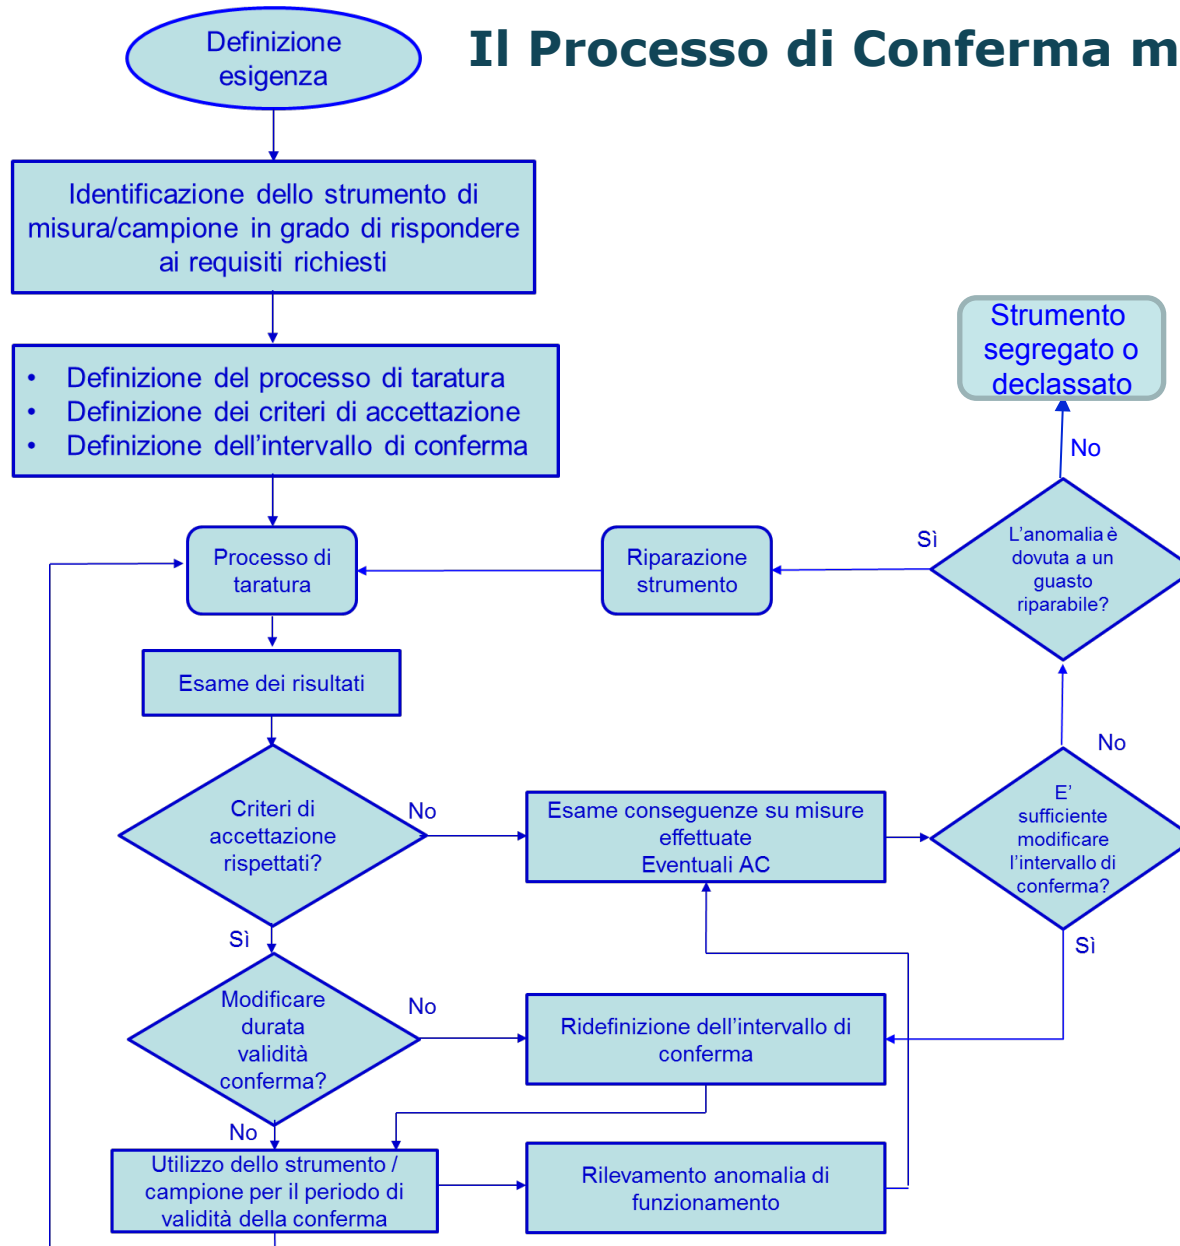 Definizione
esigenza
Il Processo di Conferma m
Identificazione dello strumento di
misura/campione in grado di rispondere
ai requisiti richiesti
• Definizione del processo di taratura
• Definizione dei criteri di accettazione
• Definizione dell'intervallo di conferma
Strumento
segregato o
declassato
No
L'anomalia è
dovuta a un
guasto
riparabile?
Sì
Riparazione
strumento
Processo di
taratura
Esame dei risultati
Criteri di
accettazione
rispettati?
No
Esame conseguenze su misure
effettuate
Eventuali AC
No
E'
sufficiente
modificare
l'intervallo di
conferma?
Sì
Sì
Modificare
durata
validità
conferma?
No
Ridefinizione dell'intervallo di
conferma
No
Utilizzo dello strumento /
campione per il periodo di
validità della conferma
Rilevamento anomalia di
funzionamento